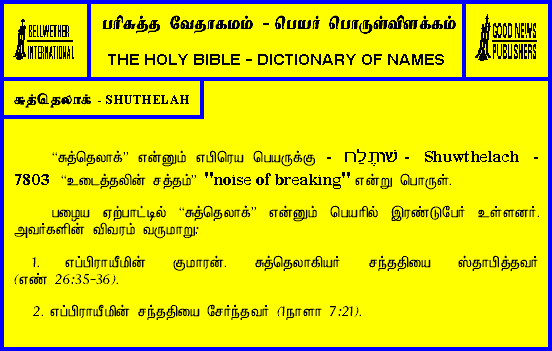 BELLWETHER
INTERNATIONAL
பரிசுத்த வேதாகமம் - பெயர் பொருள்விளக்கம்
THE HOLY BIBLE - DICTIONARY OF NAMES
GOOD NEWS
PUBLISHERS
சுத்தெலாக் - SHUTHELAH
“சுத்தெலாக்” என்னும் எபிரெய பெயருக்கு - שׁוּתֶלַח - Shuwthelach -
7803 “உடைத்தலின் சத்தம்” "noise of breaking" என்று பொருள்.
பழைய ஏற்பாட்டில் “சுத்தெலாக்” என்னும் பெயரில் இரண்டுபேர் உள்ளனர்.
அவர்களின் விவரம் வருமாறு:
1. எப்பிராயீமின் குமாரன். சுத்தெலாகியர் சந்ததியை ஸ்தாபித்தவர்
(எண் 26:35-36).
2. எப்பிராயீமின் சந்ததியை சேர்ந்தவர் (1நாளா 7:21).